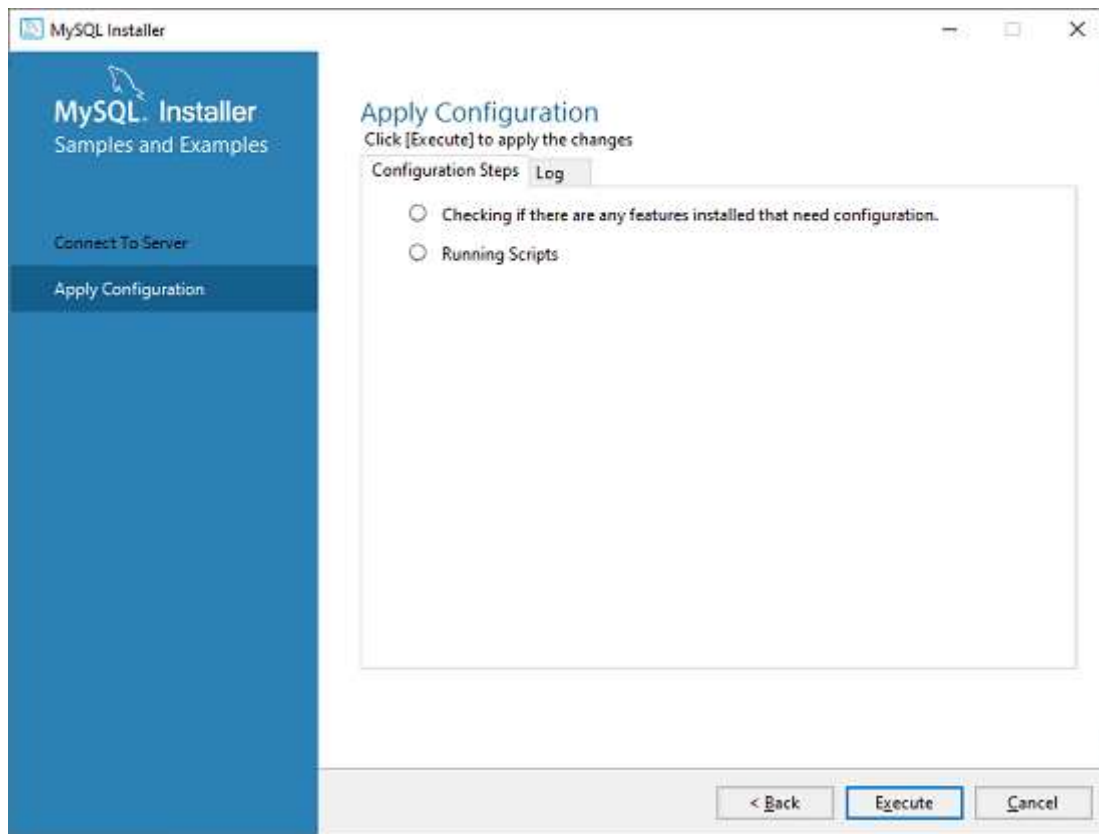 MySQL Installer
MySQL. Installer
Samples and Examples
Connect To Server
Apply Configuration
Apply Configuration
Click [Execute] to apply the changes
Configuration Steps
Log
Checking if there are any features installed that need configuration.
Running Scripts
< Back
Execute
Cancel